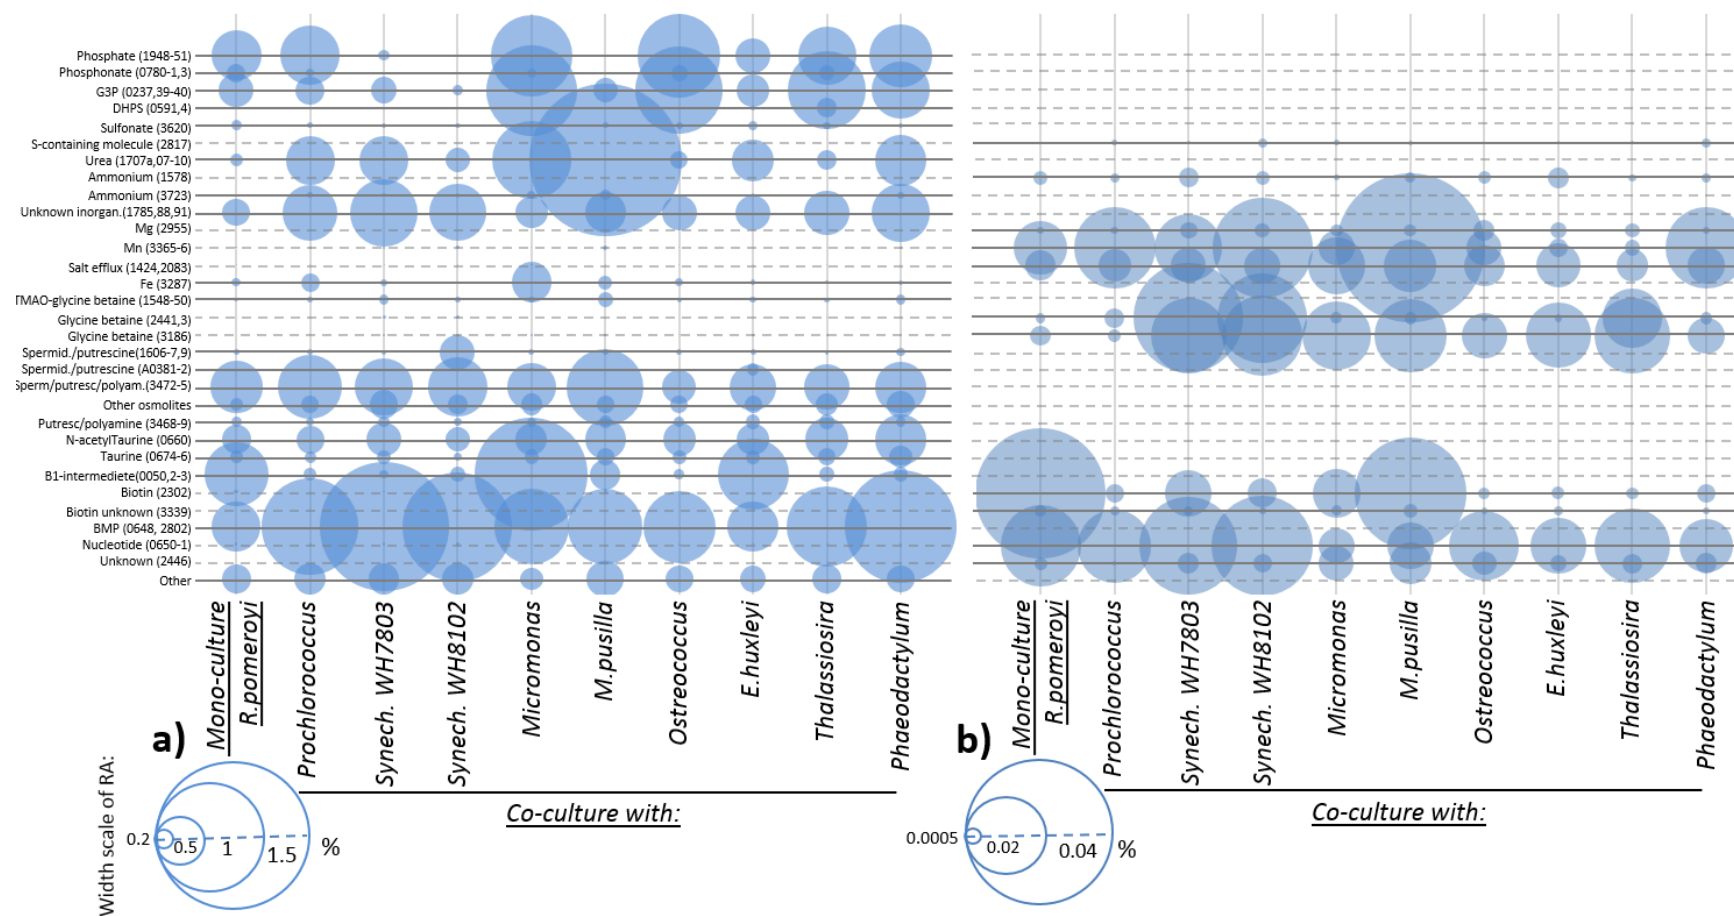 Phosphate (1948-51)
Phosphonate (0780-1,3)
G3P (0237,39-40)
DHPS (0591,4)
Sulfonate (3620)
S-containing molecule (2817)
Urea (1707a,07-10)
Ammonium (1578)
Ammonium (3723)
Unknown inorgan.(1785,88,91)
Mg (2955)
Mn (3365-6)
Salt efflux (1424,2083)
Fe (3287)
TMAO-glycine betaine (1548-50)
Glycine betaine (2441,3)
Glycine betaine (3186)
Spermid./putrescine(1606-7,9)
Spermid./putrescine (A0381-2)
Sperm/putresc/polyam.(3472-5)
Other osmolites
Putresc/polyamine (3468-9)
N-acetylTaurine (0660)
Taurine (0674-6)
B1-intermediete(0050,2-3)
Biotin (2302)
Biotin unknown (3339)
BMP (0648, 2802)
Nucleotide (0650-1)
Unknown (2446)
Other
Mono-culture
R.pomeroyi
Prochlorococcus
Synech. WH7803
Synech. WH8102
Micromonas
M.pusilla
Ostreococcus
E.huxleyi
Thalassiosira
Phaeodactylum
a)
Co-culture with:
Width scale of RA:
0.2
0.5
1
1.5
%
Mono-culture
R.pomeroyi
Prochlorococcus
Synech. WH7803
Synech. WH8102
Micromonas
M.pusilla
Ostreococcus
E.huxleyi
Thalassiosira
Phaeodactylum
b)
Co-culture with:
0.0005
0.02
0.04
%